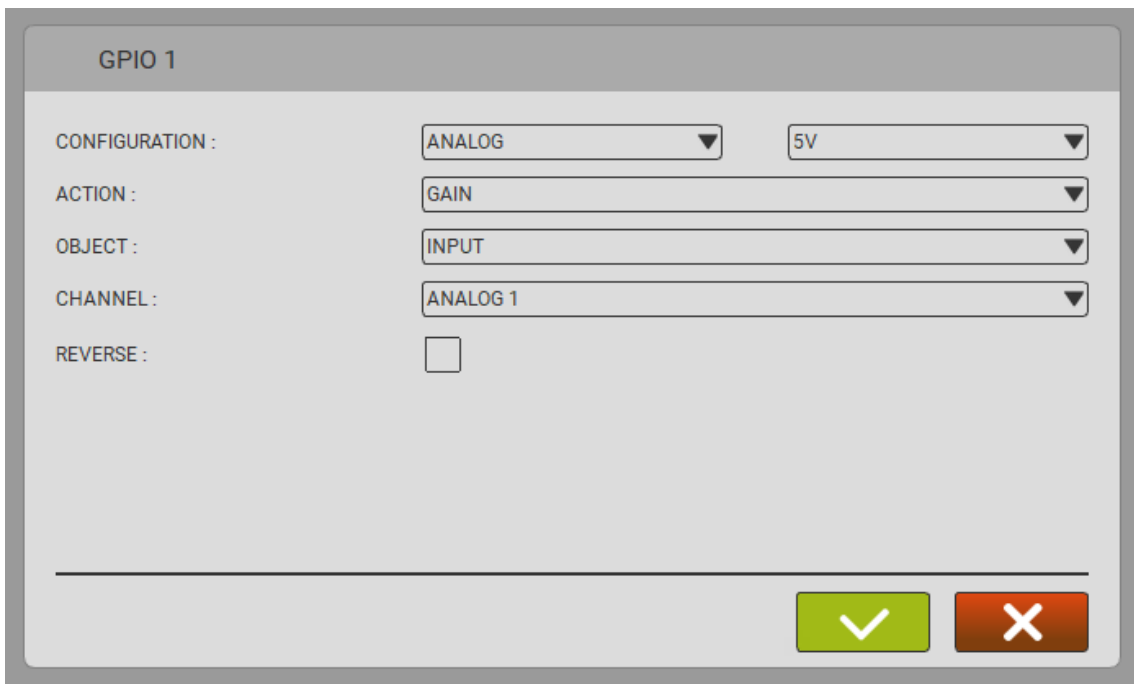 GPIO 1
CONFIGURATION : ANALOG 5V
ACTION : GAIN
OBJECT : INPUT
CHANNEL : ANALOG 1
REVERSE :